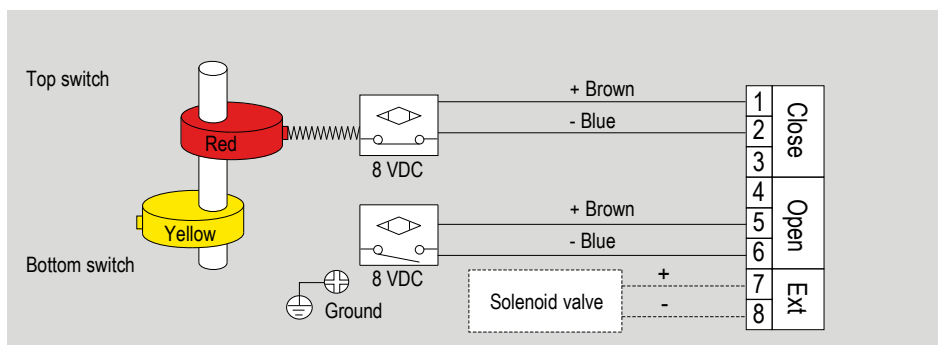 Top switch
Red
8 VDC
+ Brown
- Blue
1
2
3
Close
Yellow
Bottom switch
8 VDC
+ Brown
- Blue
4
5
6
Open
Ground
Solenoid valve
+
-
7
8
Ext